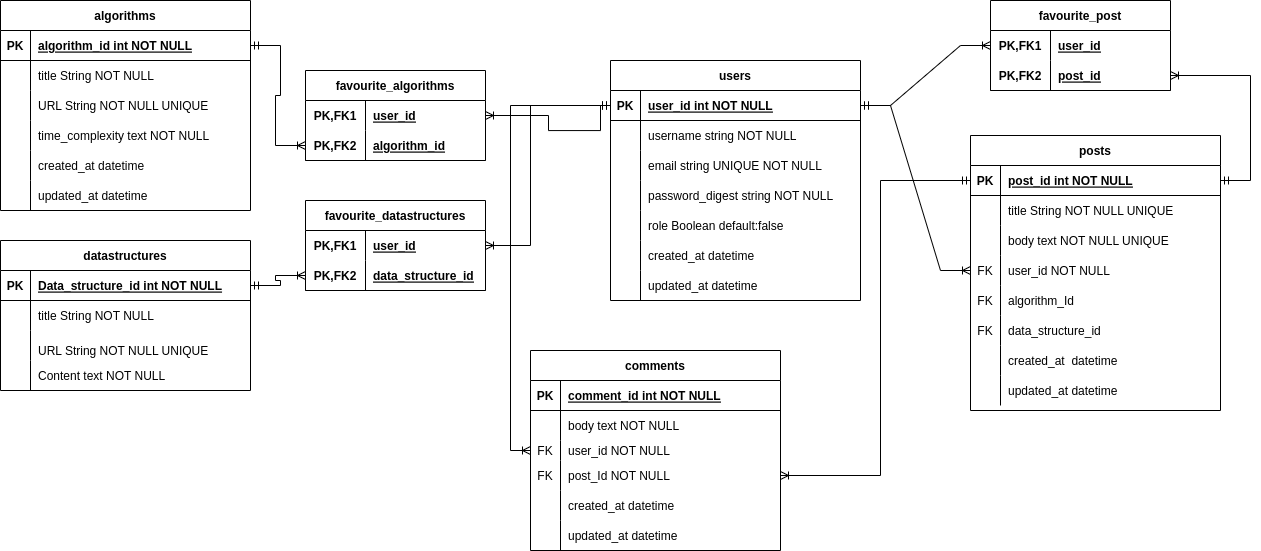 algorithms
PK algorithm_id int NOT NULL
title String NOT NULL
URL String NOT NULL UNIQUE
time_complexity text NOT NULL
created_at datetime
updated_at datetime
datastructures
PK Data_structure_id int NOT NULL
title String NOT NULL
URL String NOT NULL UNIQUE
Content text NOT NULL
favourite_algorithms
PK,FK1 user_id
PK,FK2 algorithm_id
favourite_datastructures
PK,FK1 user_id
PK,FK2 data_structure_id
users
PK user_id int NOT NULL
username string NOT NULL
email string UNIQUE NOT NULL
password_digest string NOT NULL
role Boolean default:false
created_at datetime
updated_at datetime
comments
PK comment_id int NOT NULL
body text NOT NULL
FK user_id NOT NULL
FK post_Id NOT NULL
created_at datetime
updated_at datetime
favourite_post
PK,FK1 user_id
PK,FK2 post_id
posts
PK post_id int NOT NULL
title String NOT NULL UNIQUE
body text NOT NULL UNIQUE
FK user_id NOT NULL
FK algorithm_Id
FK data_structure_id
created_at datetime
updated_at datetime